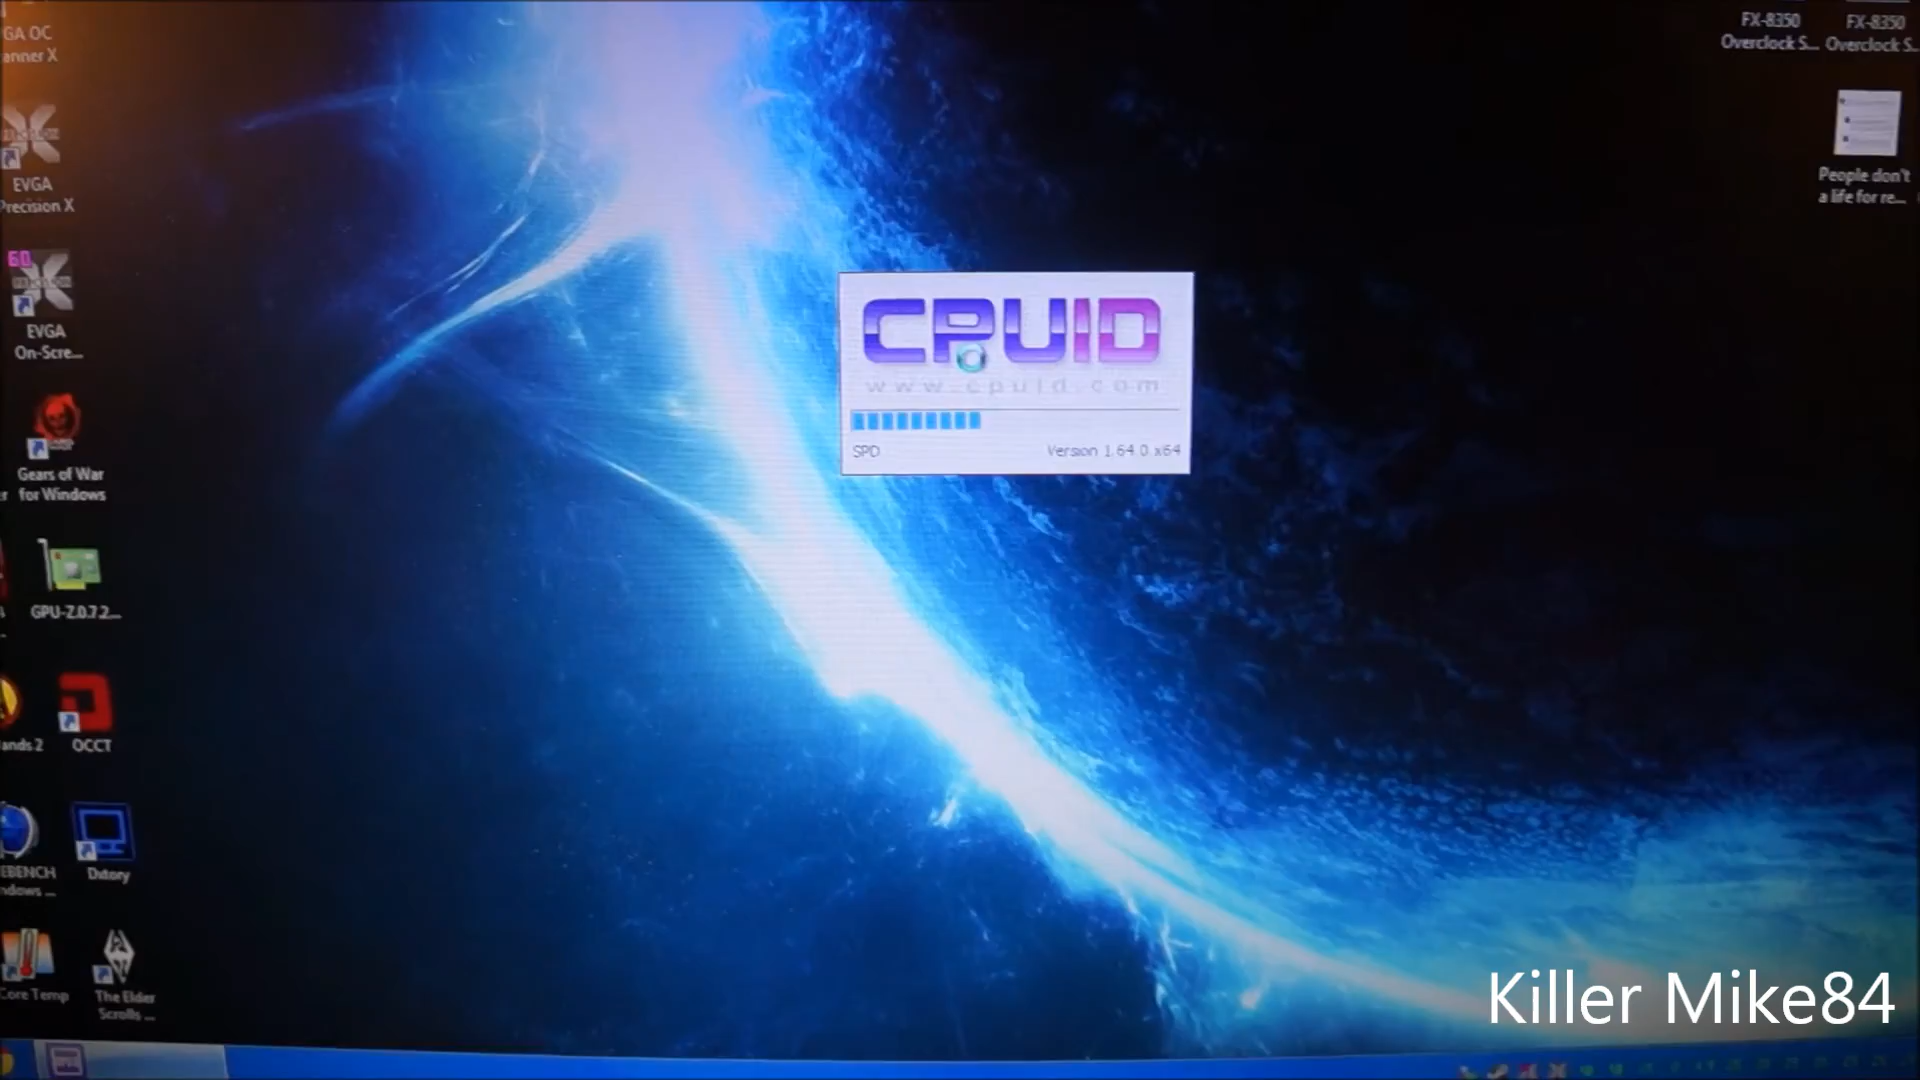 GA OC
anner X
EVGA
Precision X
60
EVGA
On-Scre...
Gears of War
for Windows
GPU-Z.0.7.2...
ands 2
OCCT
EBENCH
ndows ...
Dxtory
Core Temp
The Elder
Scrolls ...
CPUID
www.cpuid.com
SPD
Version 1.64.0 x64
FX-8350
Overclock S...
FX-8350
Overclock S...
People don't
a life for re...
Killer Mike84